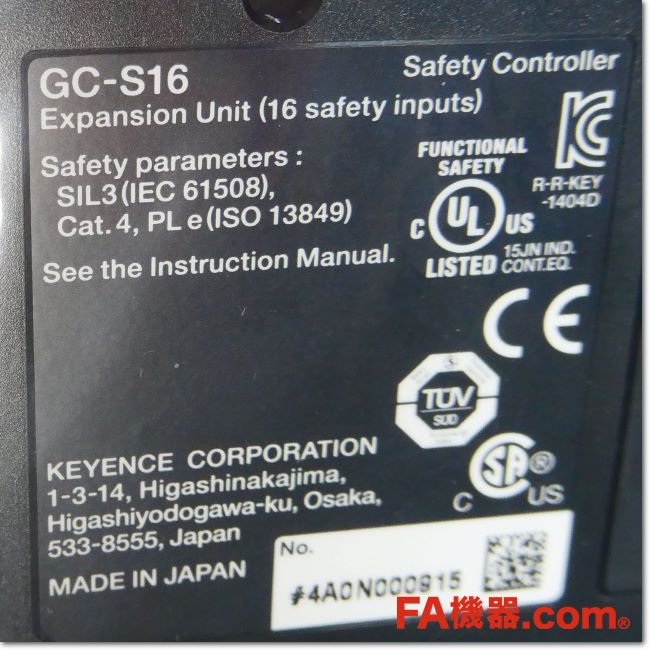 GC-S16
Safety Controller
Expansion Unit (16 safety inputs)
Safety parameters :
SIL3(IEC 61508),
Cat.4, PL e(ISO 13849)
See the Instruction Manual.
FUNCTIONAL
SAFETY
C UL US
LISTED
15JN IND.
CONT.EQ.
R-R-KEY
-1404D
CE
TÜV
SÜD
SA®
C US
KEYENCE CORPORATION
1-3-14, Higashinakajima,
Higashiyodogawa-ku, Osaka,
533-8555, Japan
MADE IN JAPAN
No.
#4A0N000915
FA機器.com®